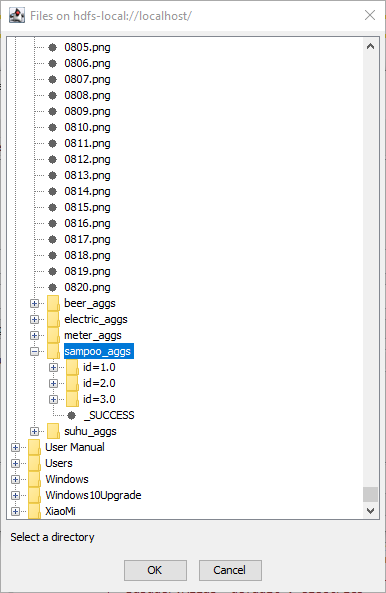 Files on hdfs-local://localhost/
0805.png
0806.png
0807.png
0808.png
0809.png
0810.png
0811.png
0812.png
0813.png
0814.png
0815.png
0816.png
0817.png
0818.png
0819.png
0820.png
beer_aggs
electric_aggs
meter_aggs
sampoo_aggs
id=1.0
id=2.0
id=3.0
_SUCCESS
suhu_aggs
User Manual
Users
Windows
Windows10Upgrade
XiaoMi
Select a directory
OK Cancel